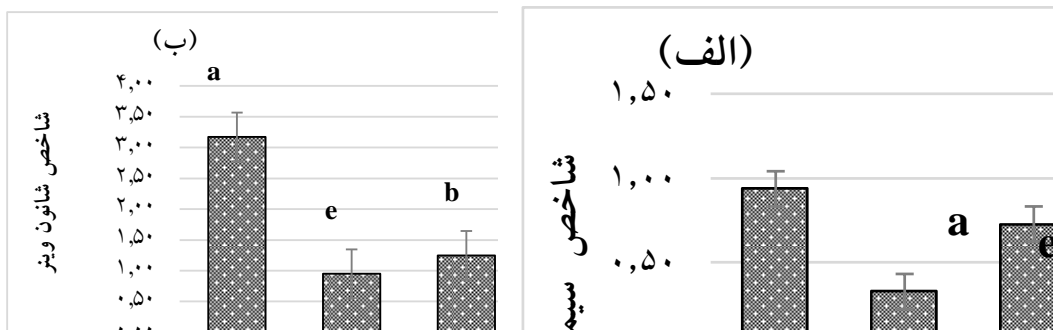 (الف)
۱,۵۰
۱,۰۰
۰,۵۰
شاخص
a
e
(ب)
۴,۰۰
۳,۵۰
۳,۰۰
۲,۵۰
۲,۰۰
۱,۵۰
۱,۰۰
۰,۵۰
شاخص شانون وینر
a
e
b